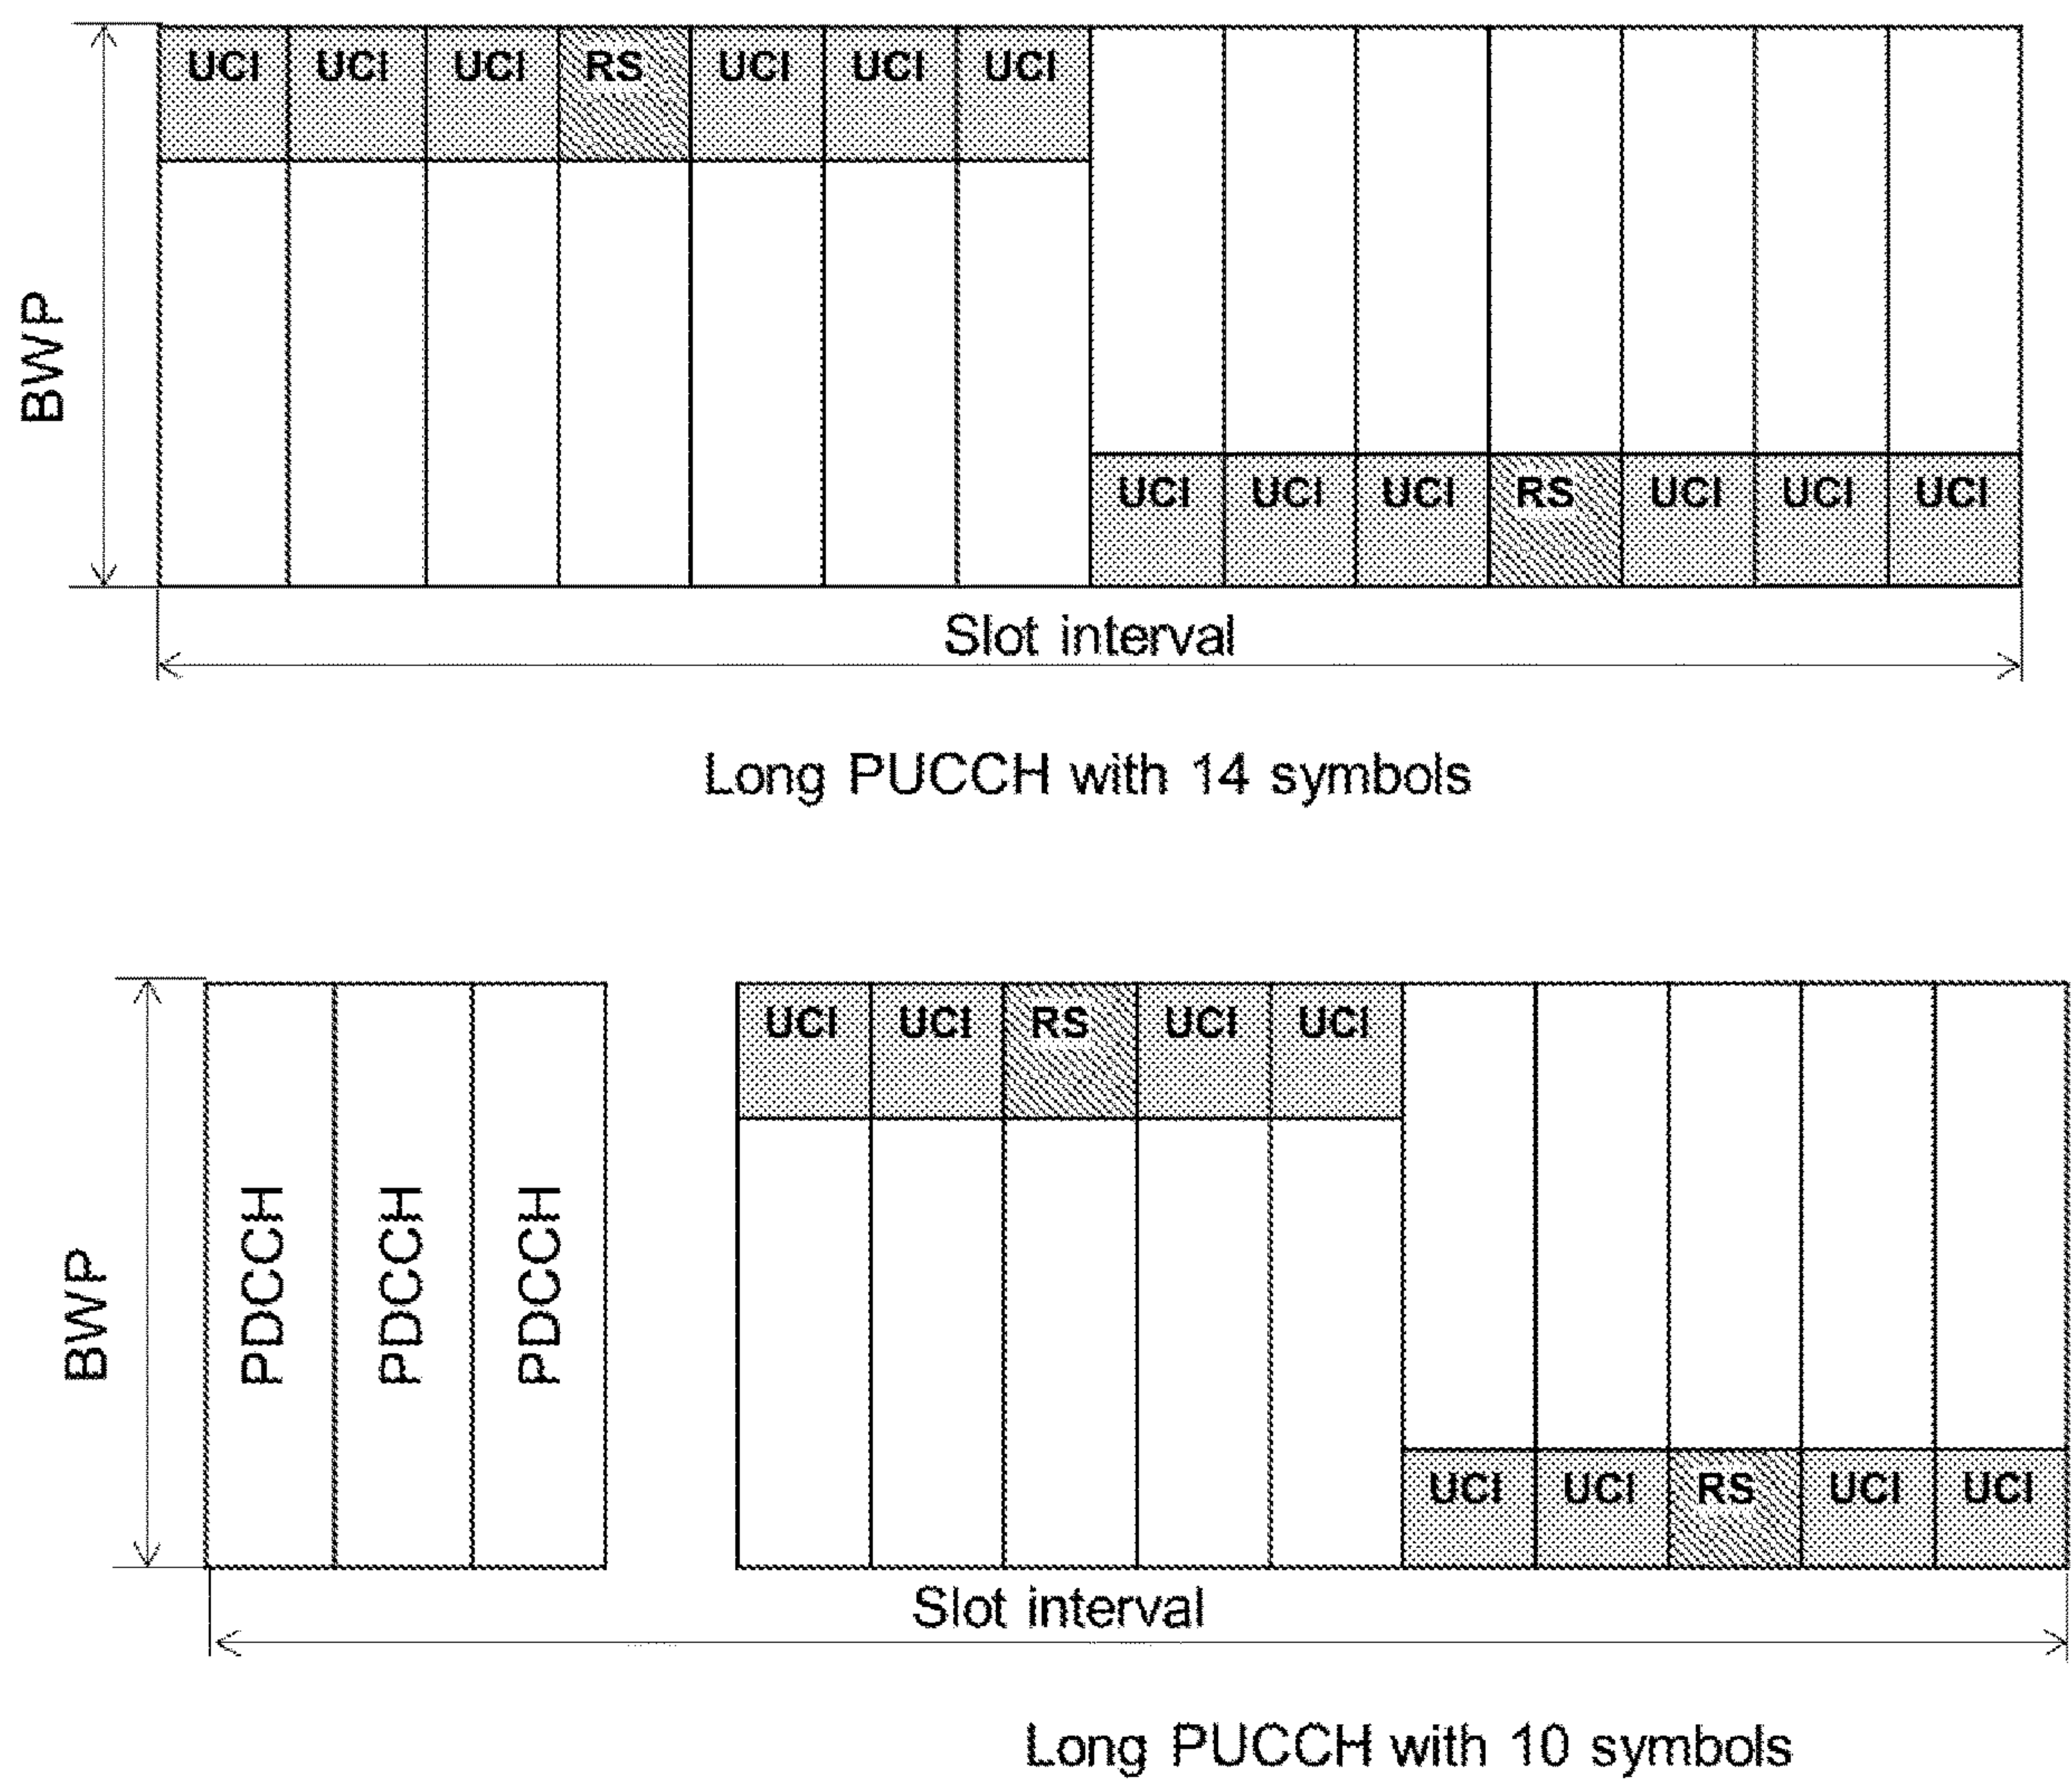 UCI UCI UCI RS UCI UCI UCI
BWP
UCI UCI UCI RS UCI UCI UCI
Slot interval
Long PUCCH with 14 symbols
UCI UCI RS UCI UCI
BWP
PDCCH PDCCH PDCCH
UCI UCI RS UCI UCI
Slot interval
Long PUCCH with 10 symbols